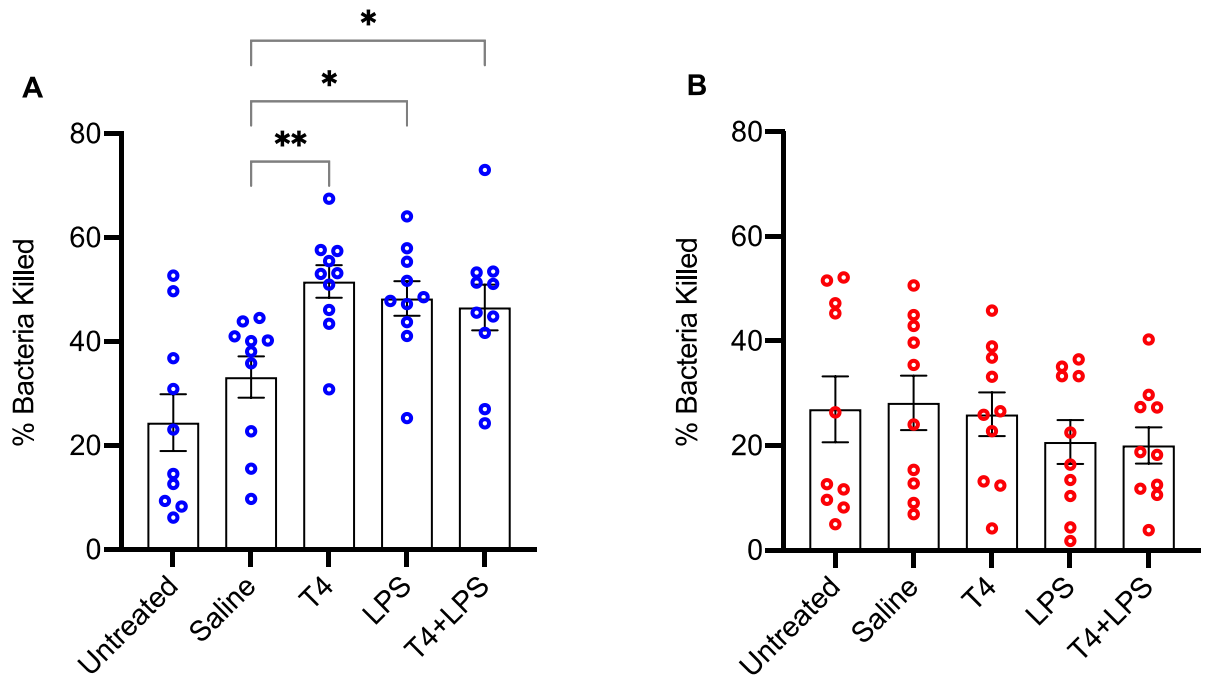 A
% Bacteria Killed
80
60
40
20
0
*
*
**
Untreated
Saline
T4
LPS
T4+LPS
B
% Bacteria Killed
80
60
40
20
0
Untreated
Saline
T4
LPS
T4+LPS